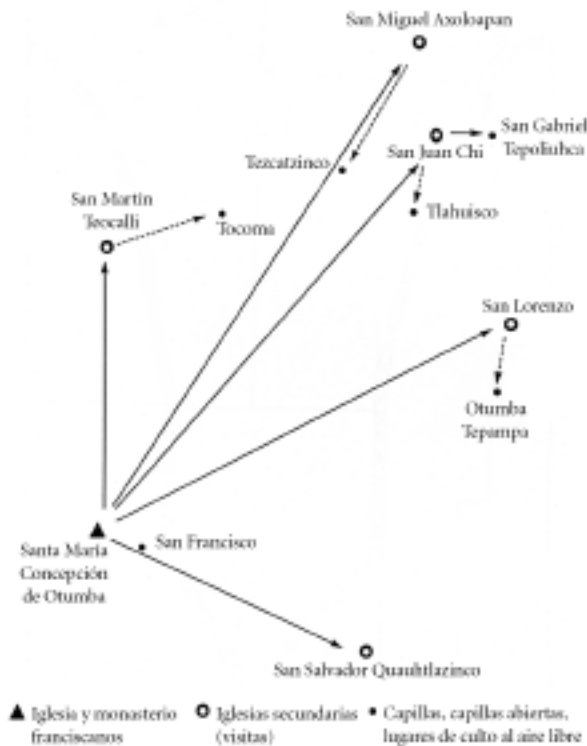 San Miguel Axoloapan
San Gabriel
Tepoliuhca
San Juan Chi
Tezcatzinco
San Martín
Teocalli
Tocoma
Tlahuisco
San Lorenzo
Otumba
Tepampa
San Francisco
Santa María
Concepción
de Otumba
San Salvador Quauhtlazinco
Iglesia y monasterio
franciscanos
Iglesias secundarias
(visitas)
Capillas, capillas abiertas,
lugares de culto al aire libre